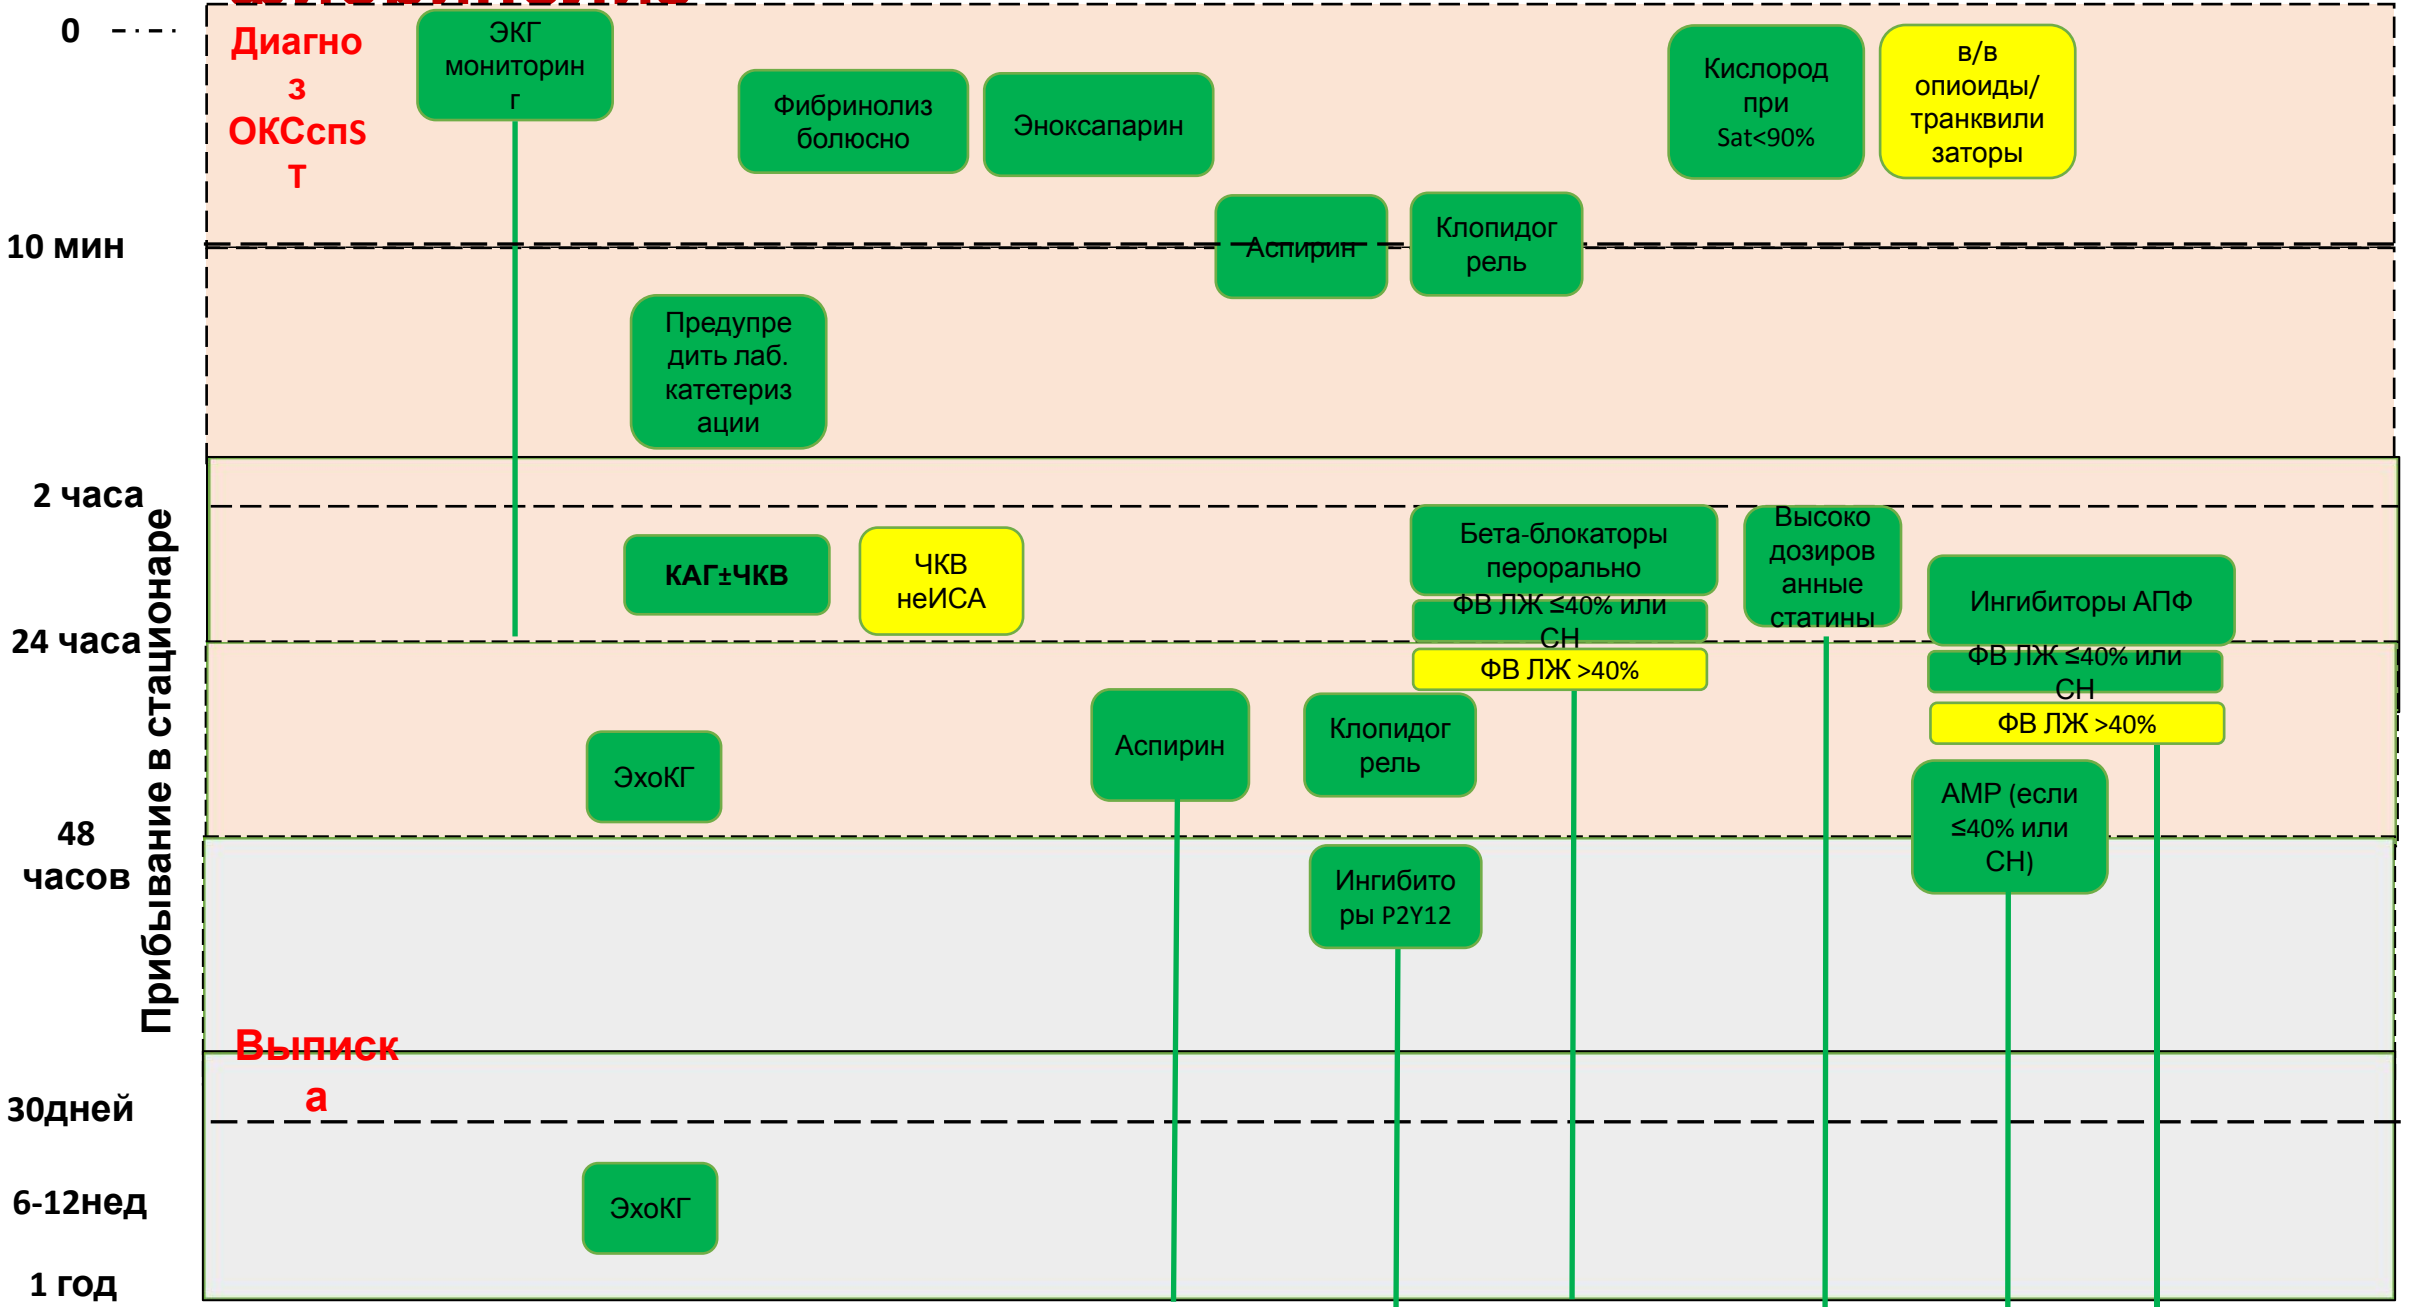 0
Диагно
з
ОКСспS
Т
ЭКГ
мониторин
г
Фибринолиз
болюсно
Эноксапарин
Кислород
при
Sat<90%
в/в
опиоиды/
транквили
заторы
10 мин
Аспирин
Клопидог
рель
Предупре
дить лаб.
катетериз
ации
2 часа
Прибывание в стационаре
КАГ±ЧКВ
ЧКВ
неИСА
Бета-блокаторы
перорально
ФВ ЛЖ ≤40% или
СН
ФВ ЛЖ >40%
Высоко
дозиров
анные
статины
Ингибиторы АПФ
ФВ ЛЖ ≤40% или
СН
ФВ ЛЖ >40%
24 часа
ЭхоКГ
Аспирин
Клопидог
рель
АМР (если
≤40% или
СН)
48
часов
Ингибито
ры P2Y12
Выписк
а
30дней
6-12нед
ЭхоКГ
1 год